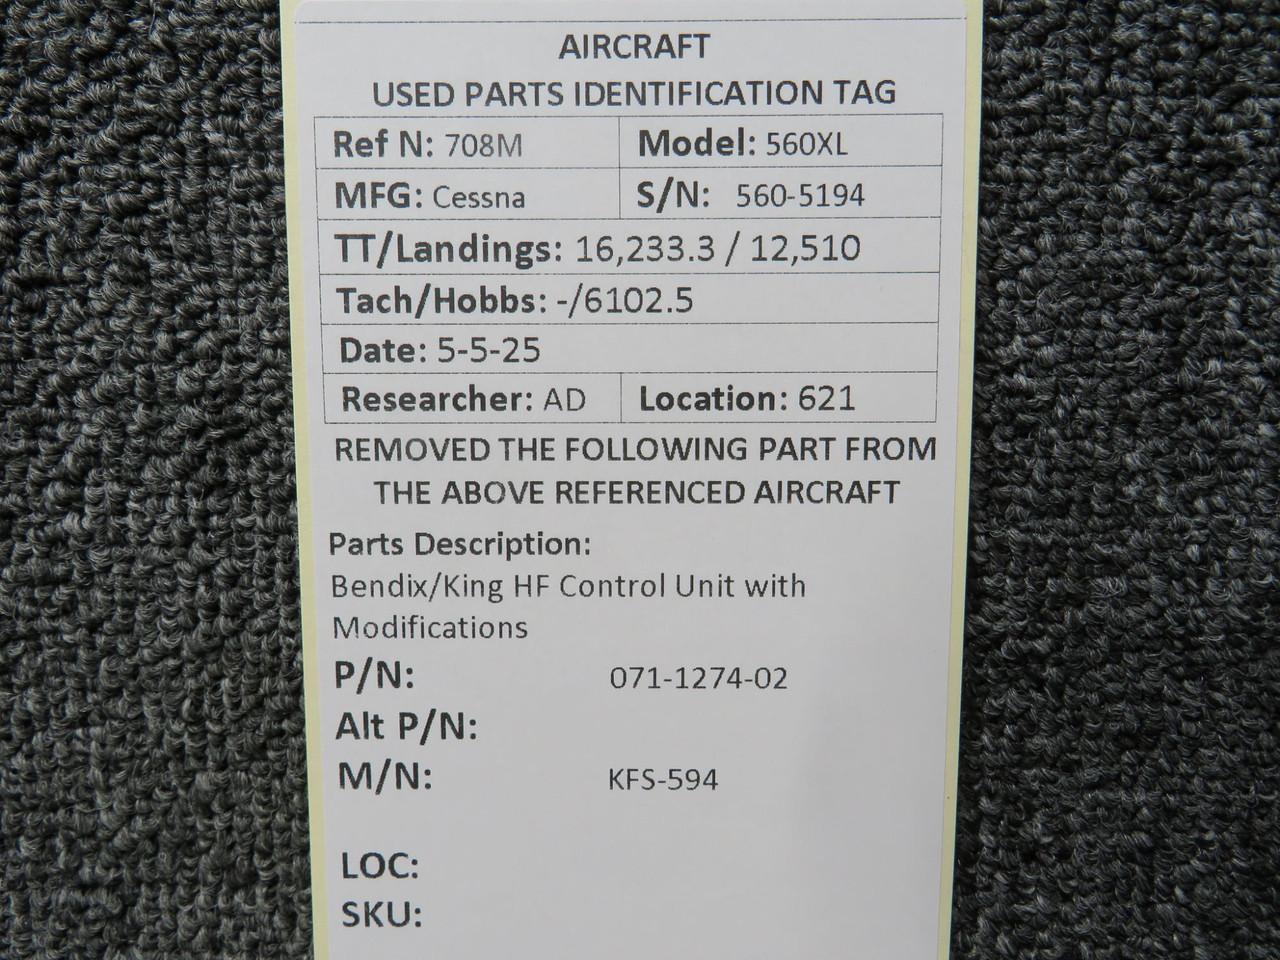 AIRCRAFT
USED PARTS IDENTIFICATION TAG
Ref N: 708M Model: 560XL
MFG: Cessna S/N: 560-5194
TT/Landings: 16,233.3 / 12,510
Tach/Hobbs: -/6102.5
Date: 5-5-25
Researcher: AD Location: 621
REMOVED THE FOLLOWING PART FROM
THE ABOVE REFERENCED AIRCRAFT
Parts Description:
Bendix/King HF Control Unit with
Modifications
P/N: 071-1274-02
Alt P/N:
M/N: KFS-594
LOC:
SKU: